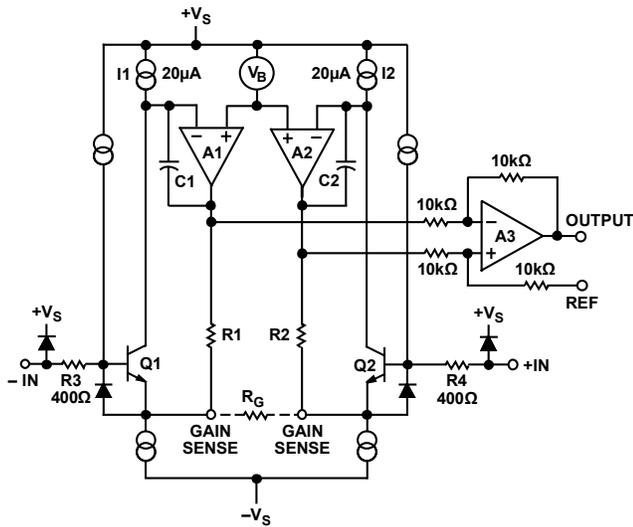 +VS
I1
20µA
VB
20µA
I2
− + + −
A1
A2
C1
C2
10kΩ
10kΩ
−
A3
+
OUTPUT
10kΩ
10kΩ
REF
+VS
R1
R2
+VS
− IN
R3
400Ω
Q1
Q2
R4
400Ω
+IN
RG
GAIN
SENSE
GAIN
SENSE
−VS